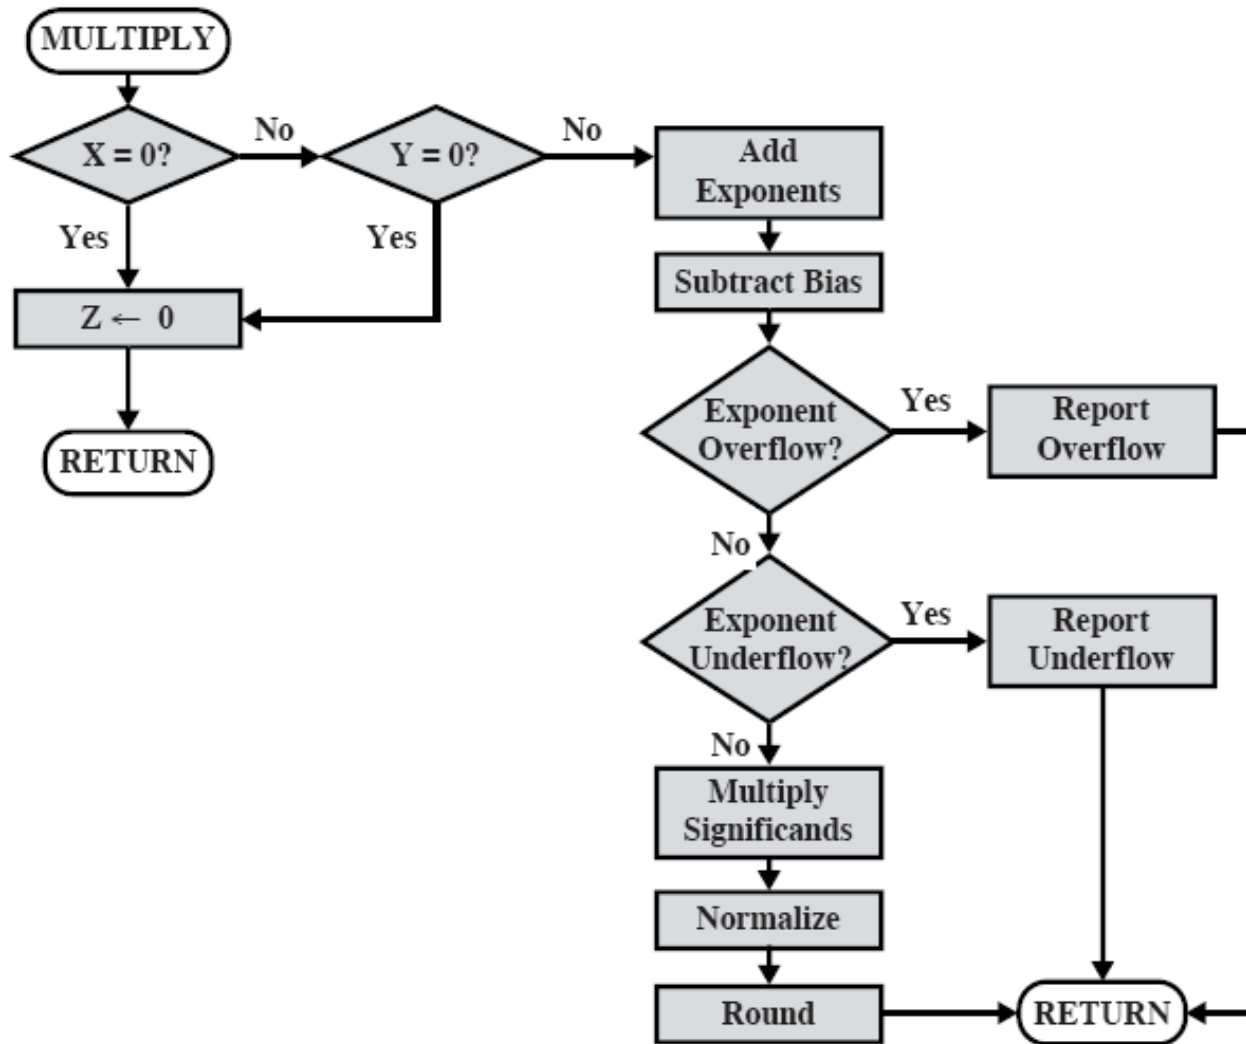 MULTIPLY
X = 0?
No
Y = 0?
No
Add
Exponents
Yes
Yes
Subtract Bias
Z ← 0
Exponent
Overflow?
Yes
Report
Overflow
RETURN
No
Exponent
Underflow?
Yes
Report
Underflow
No
Multiply
Significands
Normalize
Round
RETURN